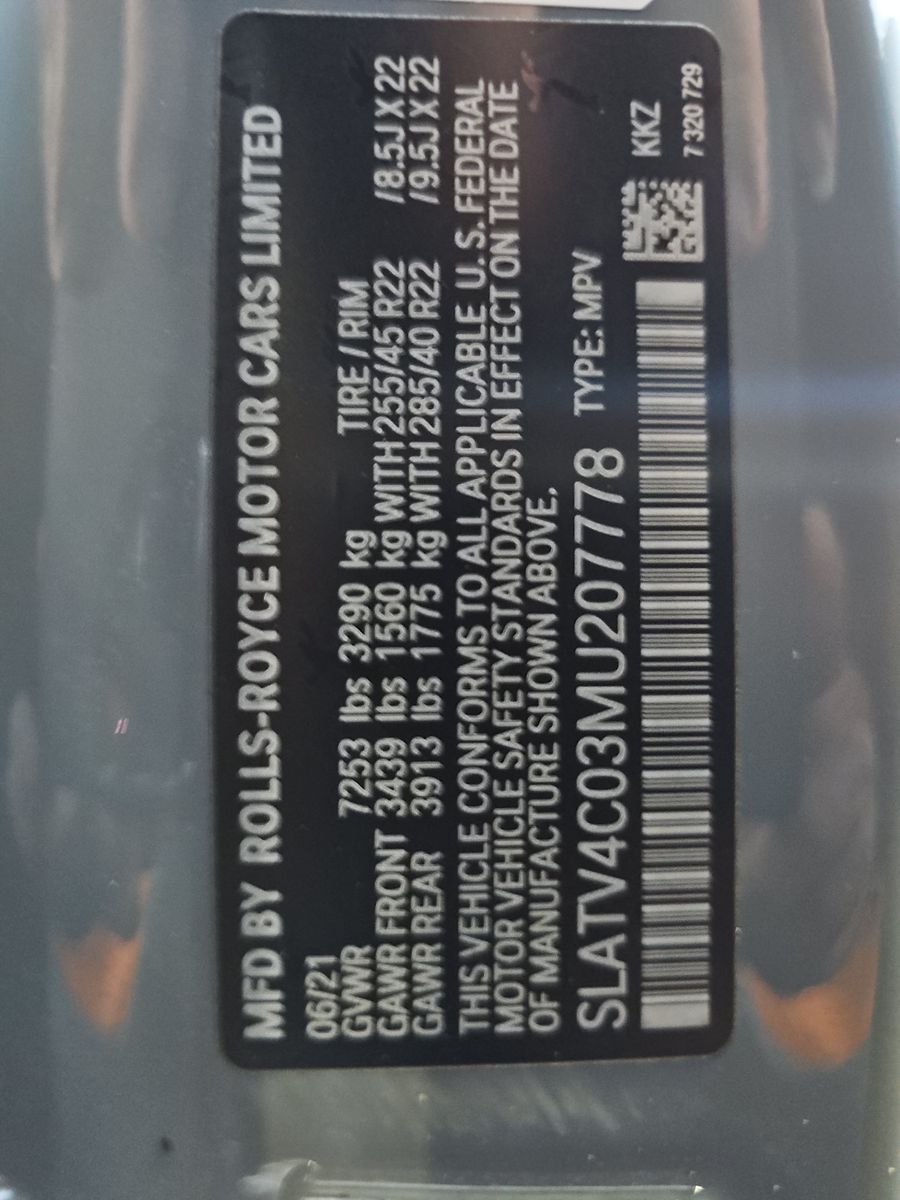 MFD BY ROLLS-ROYCE MOTOR CARS LIMITED
06/21
GVWR 7253 lbs 3290 kg TIRE / RIM
GAWR FRONT 3439 lbs 1560 kg WITH 255/45 R22 /8.5J X 22
GAWR REAR 3913 lbs 1775 kg WITH 285/40 R22 /9.5J X 22
THIS VEHICLE CONFORMS TO ALL APPLICABLE U.S. FEDERAL
MOTOR VEHICLE SAFETY STANDARDS IN EFFECT ON THE DATE
OF MANUFACTURE SHOWN ABOVE.
SLATV4C03MU207778 TYPE: MPV
KKZ
7 320 729